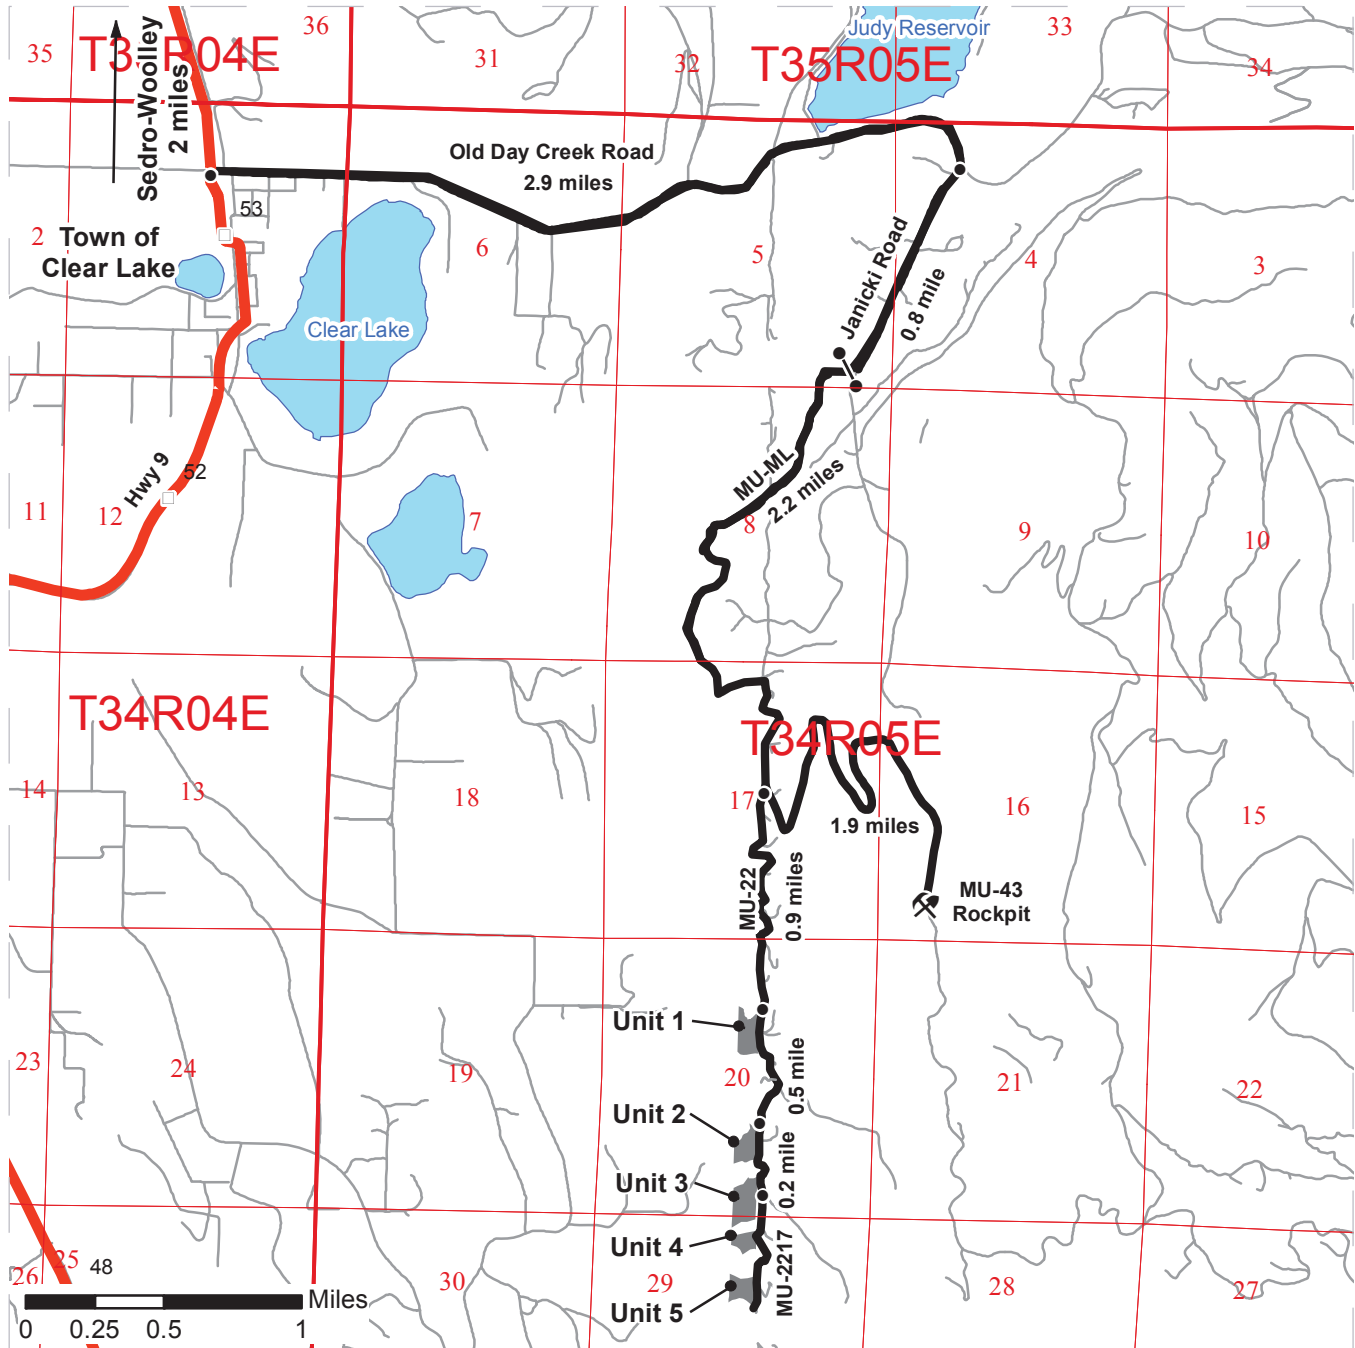 35
36
31
32
33
34
T35R04E
T35R05E
Judy Reservoir
Sedro-Woolley
2 miles
Old Day Creek Road
2.9 miles
53
2
Town of
Clear Lake
6
5
4
3
Janicki Road
0.8 mile
Clear Lake
Hwy 9
52
MU-ML
2.2 miles
11
12
7
8
9
10
T34R04E
T34R05E
14
13
18
17
16
15
1.9 miles
MU-22
0.9 miles
MU-43
Rockpit
Unit 1
23
24
19
20
21
22
0.5 mile
Unit 2
0.2 mile
Unit 3
Unit 4
MU-2217
26
25
48
30
29
28
27
Unit 5
Miles
0 0.25 0.5 1